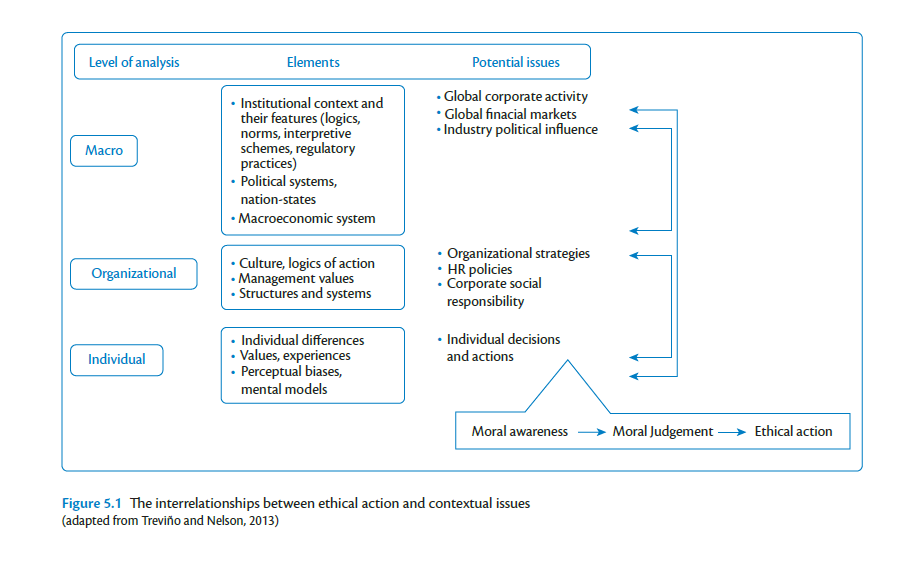 Level of analysis
Elements
Potential issues
Macro
• Institutional context and
their features (logics,
norms, interpretive
schemes, regulatory
practices)
• Political systems,
nation-states
• Macroeconomic system
• Global corporate activity
• Global finacial markets
• Industry political influence
Organizational
• Culture, logics of action
• Management values
• Structures and systems
• Organizational strategies
• HR policies
• Corporate social
responsibility
Individual
• Individual differences
• Values, experiences
• Perceptual biases,
mental models
• Individual decisions
and actions
Moral awareness
Moral Judgement
Ethical action
Figure 5.1 The interrelationships between ethical action and contextual issues
(adapted from Treviño and Nelson, 2013)